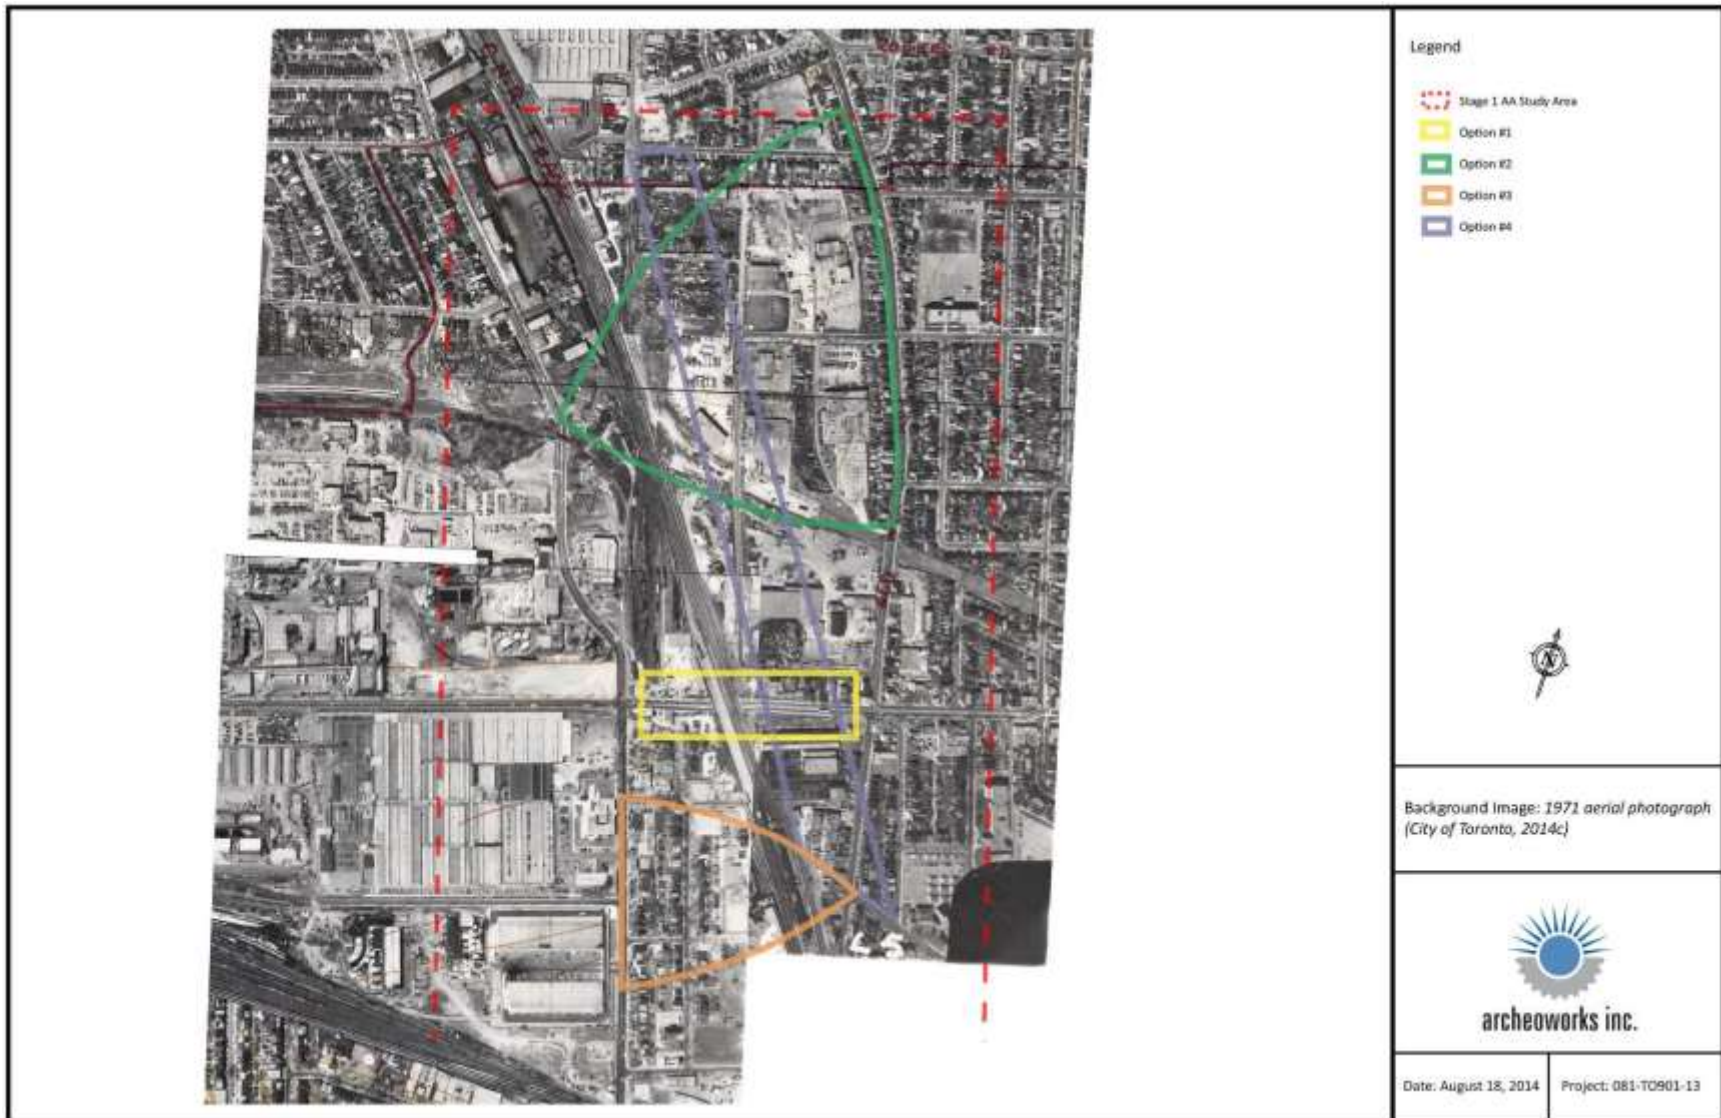 Legend
Stage 1 AA Study Area
Option #1
Option #2
Option #3
Option #4
N
Background Image: 1971 aerial photograph
(City of Toronto, 2014c)
archeoworks inc.
Date: August 18, 2014
Project: 081-TO901-13